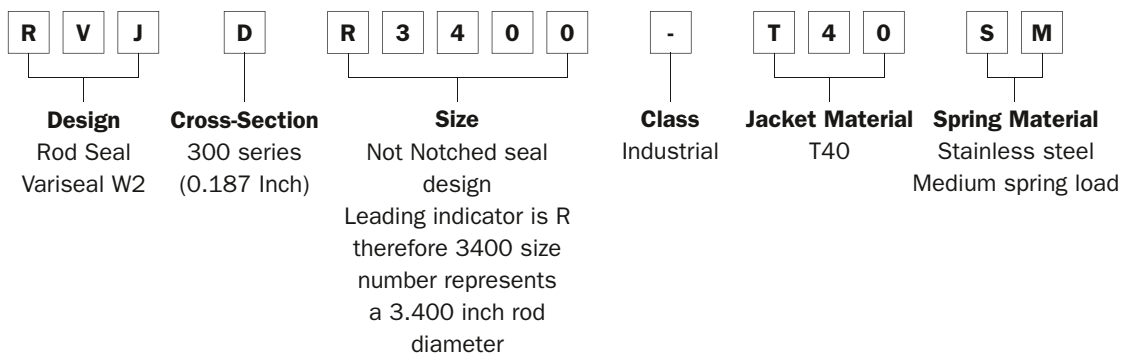 R V J D R 3 4 0 0 - T 4 0 S M
Design Cross-Section Size Class Jacket Material Spring Material
Rod Seal 300 series Not Notched seal Industrial T40 Stainless steel
Variseal W2 (0.187 Inch) design Medium spring load
Leading indicator is R
therefore 3400 size
number represents
a 3.400 inch rod
diameter